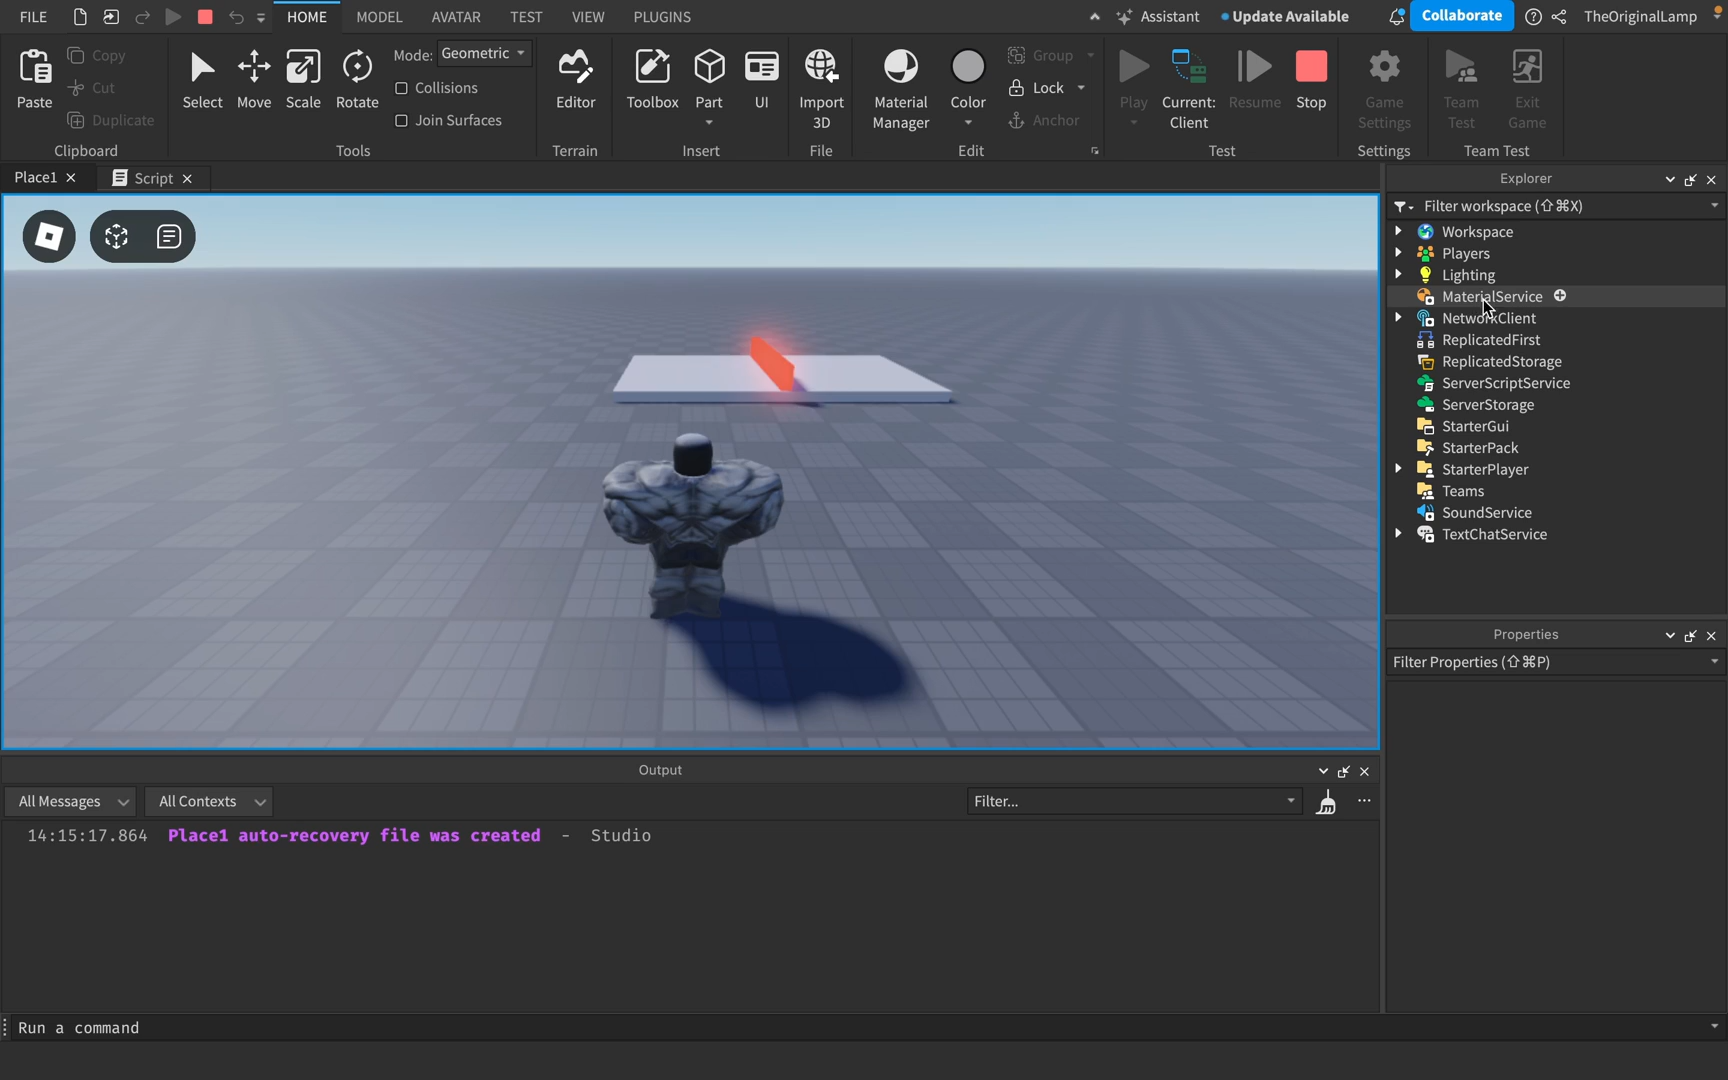 FILE HOME MODEL AVATAR TEST VIEW PLUGINS Assistant Update Available Collaborate TheOriginalLamp
Paste Copy Cut Duplicate
Clipboard
Select Move Scale Rotate Mode: Geometric Collisions Join Surfaces
Tools
Editor
Terrain
Toolbox Part UI
Insert
Import 3D
File
Material Manager Color Group Lock Anchor
Edit
Play Current: Client Resume Stop
Test
Game Settings
Settings
Team Test Exit Game
Team Test
Place1 Script
Explorer
Filter workspace (⇧⌘X)
Workspace
Players
Lighting
MaterialService
NetworkClient
ReplicatedFirst
ReplicatedStorage
ServerScriptService
ServerStorage
StarterGui
StarterPack
StarterPlayer
Teams
SoundService
TextChatService
Properties
Filter Properties (⇧⌘P)
Output
All Messages All Contexts Filter...
14:15:17.864 Place1 auto-recovery file was created - Studio
Run a command